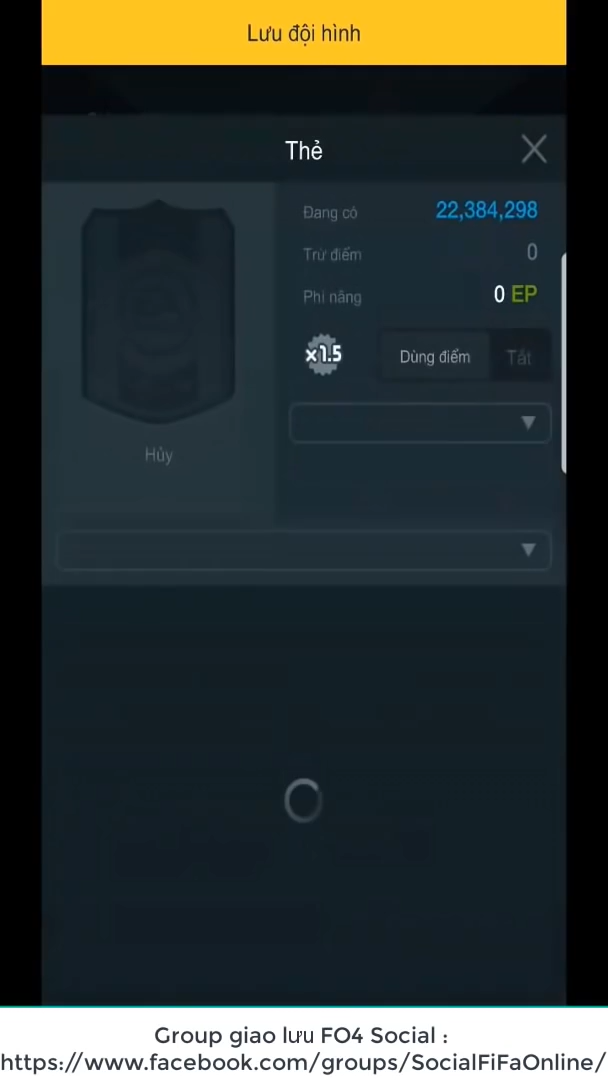 Lưu đội hình
Thẻ
Đang có 22,384,298
Trừ điểm 0
Phí nâng 0 EP
x1.5 Dùng điểm Tắt
Hủy
Group giao lưu FO4 Social :
https://www.facebook.com/groups/SocialFiFaOnline/